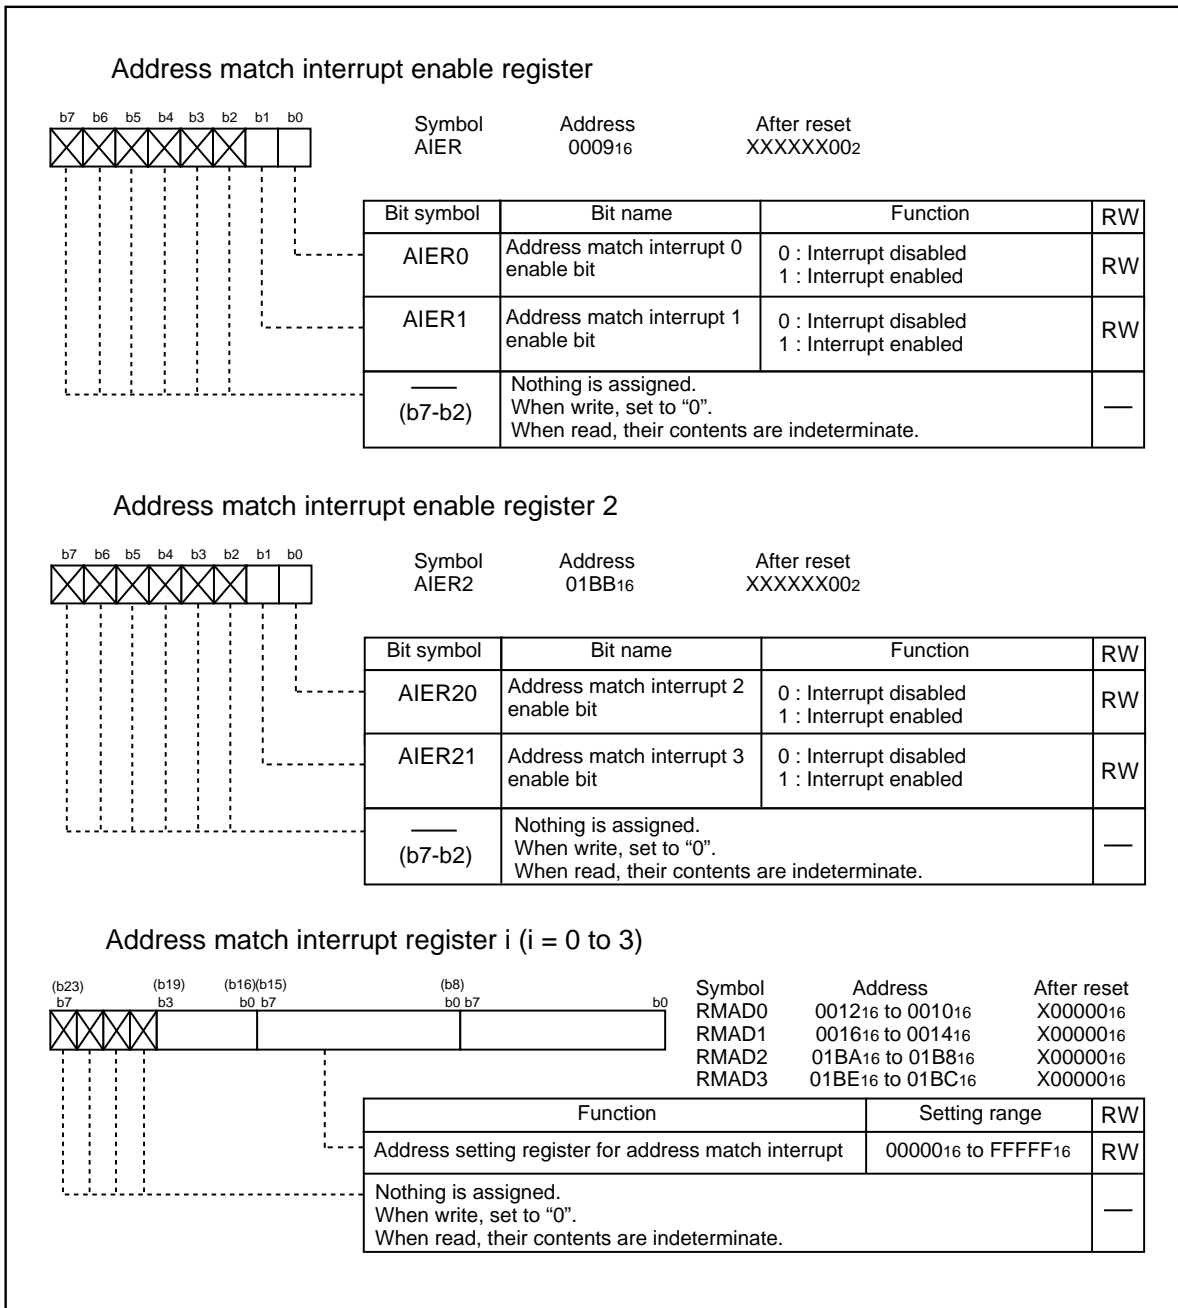 Address match interrupt enable register
b7 b6 b5 b4 b3 b2 b1 b0
Symbol Address After reset
AIER 000916 XXXXXX002
Bit symbol Bit name Function RW
AIER0 Address match interrupt 0 enable bit 0 : Interrupt disabled 1 : Interrupt enabled RW
AIER1 Address match interrupt 1 enable bit 0 : Interrupt disabled 1 : Interrupt enabled RW
— (b7-b2) Nothing is assigned.
When write, set to “0”.
When read, their contents are indeterminate. —
Address match interrupt enable register 2
b7 b6 b5 b4 b3 b2 b1 b0
Symbol Address After reset
AIER2 01BB16 XXXXXX002
Bit symbol Bit name Function RW
AIER20 Address match interrupt 2 enable bit 0 : Interrupt disabled 1 : Interrupt enabled RW
AIER21 Address match interrupt 3 enable bit 0 : Interrupt disabled 1 : Interrupt enabled RW
— (b7-b2) Nothing is assigned.
When write, set to “0”.
When read, their contents are indeterminate. —
Address match interrupt register i (i = 0 to 3)
(b23) (b19) (b16)(b15) (b8)
b7 b3 b0 b7 b0 b7 b0
Symbol Address After reset
RMAD0 001216 to 001016 X0000016
RMAD1 001616 to 001416 X0000016
RMAD2 01BA16 to 01B816 X0000016
RMAD3 01BE16 to 01BC16 X0000016
Function Setting range RW
Address setting register for address match interrupt 0000016 to FFFFF16 RW
Nothing is assigned.
When write, set to “0”.
When read, their contents are indeterminate. —